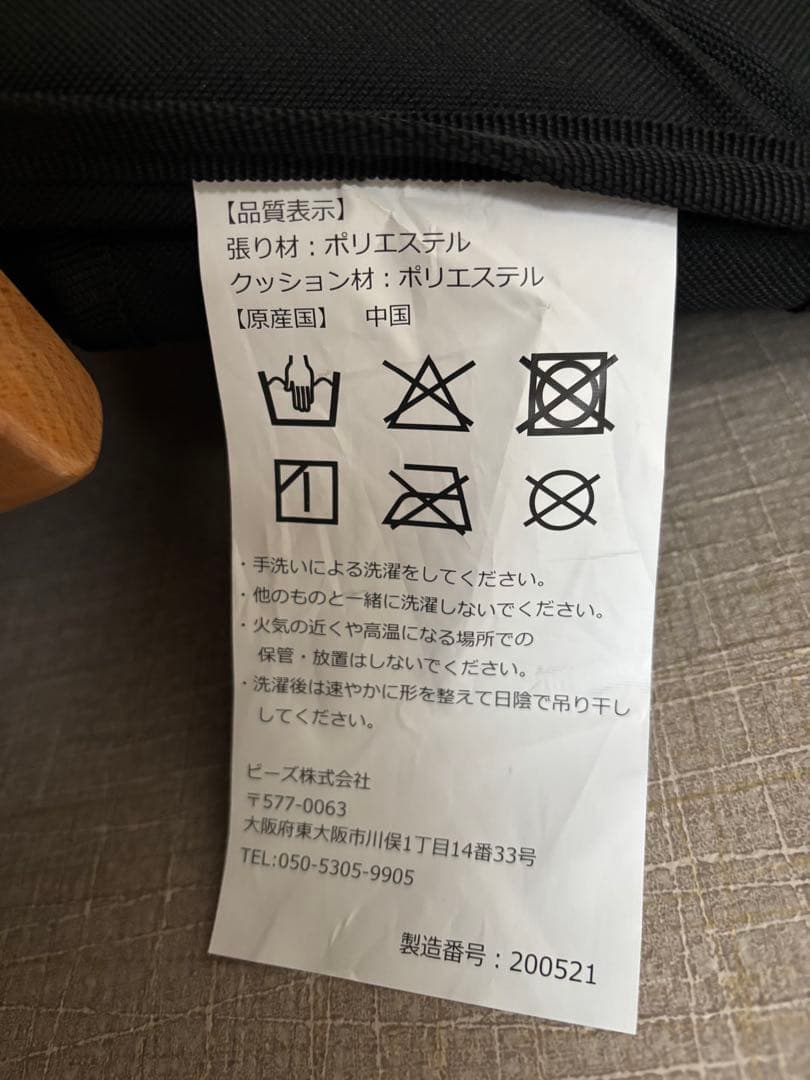 【品質表示】
張り材：ポリエステル
クッション材：ポリエステル
【原産国】　中国
・手洗いによる洗濯をしてください。
・他のものと一緒に洗濯しないでください。
・火気の近くや高温になる場所での
保管・放置はしないでください。
・洗濯後は速やかに形を整えて日陰で吊り干し
してください。
ビーズ株式会社
〒577-0063
大阪府東大阪市川俣1丁目14番33号
TEL:050-5305-9905
製造番号：200521